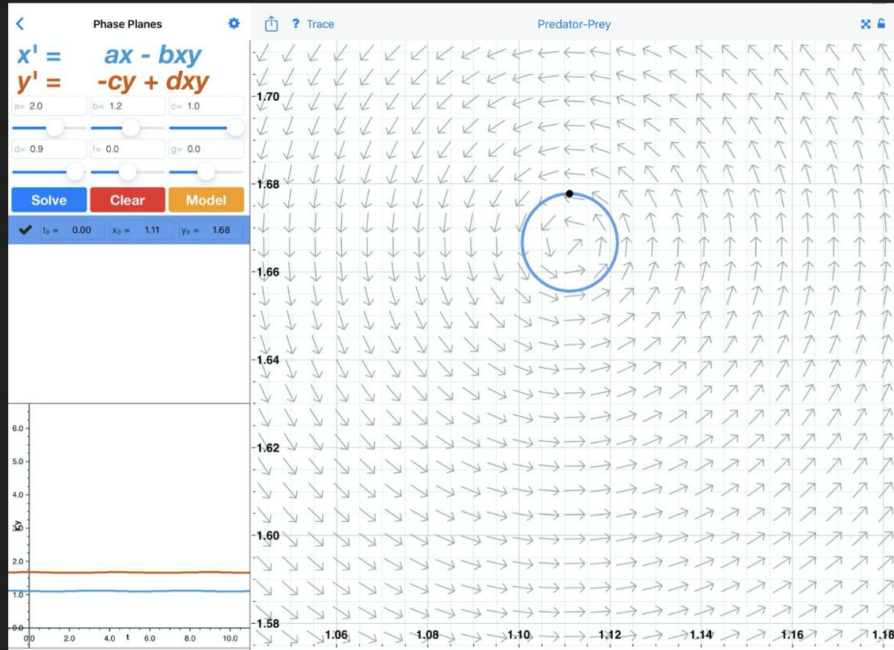 Phase Planes
? Trace
Predator-Prey
x' = ax - bxy
y' = -cy + dxy
a= 2.0 b= 1.2 c= 1.0
d= 0.9 f= 0.0 g= 0.0
Solve Clear Model
t₀ = 0.00 x₀ = 1.11 y₀ = 1.68
1.70
1.68
1.66
1.64
1.62
1.60
1.58
1.06 1.08 1.10 1.12 1.14 1.16 1.18
6.0
5.0
4.0
2.0
1.0
0.0
0.0 2.0 4.0 t 6.0 8.0 10.0